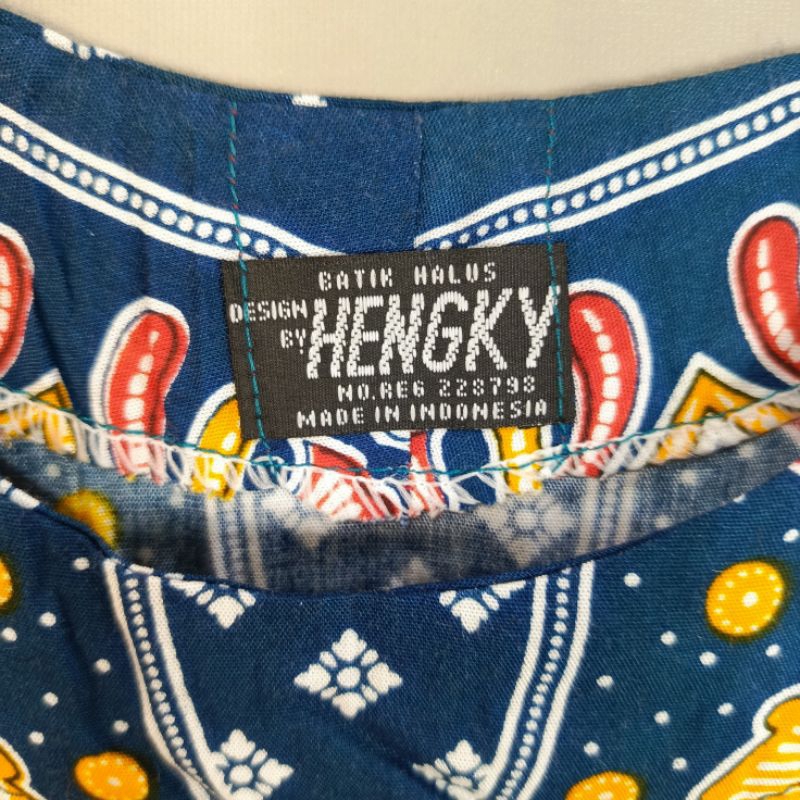 BATIK HALUS
DESIGN BY HENGKY
NO.REG 228798
MADE IN INDONESIA